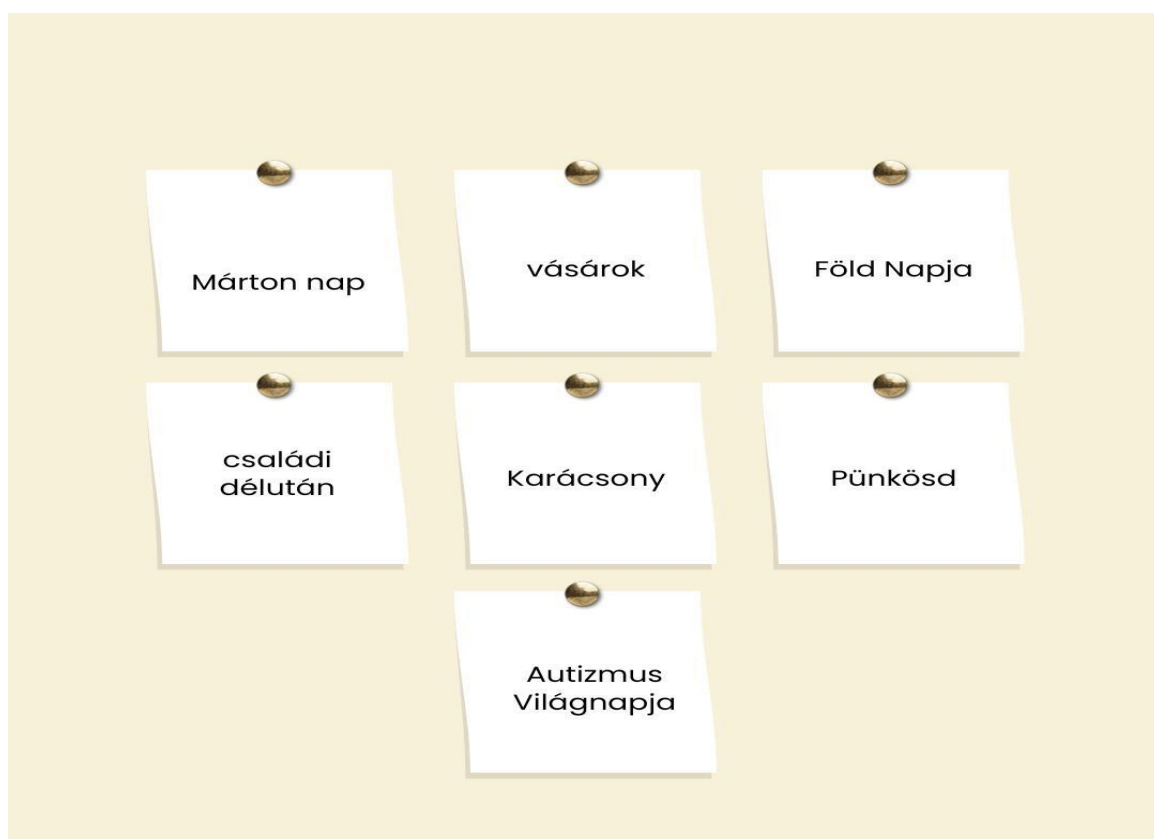 Márton nap
vásárok
Föld Napja
családi
délután
Karácsony
Pünkösd
Autizmus
Világnapja